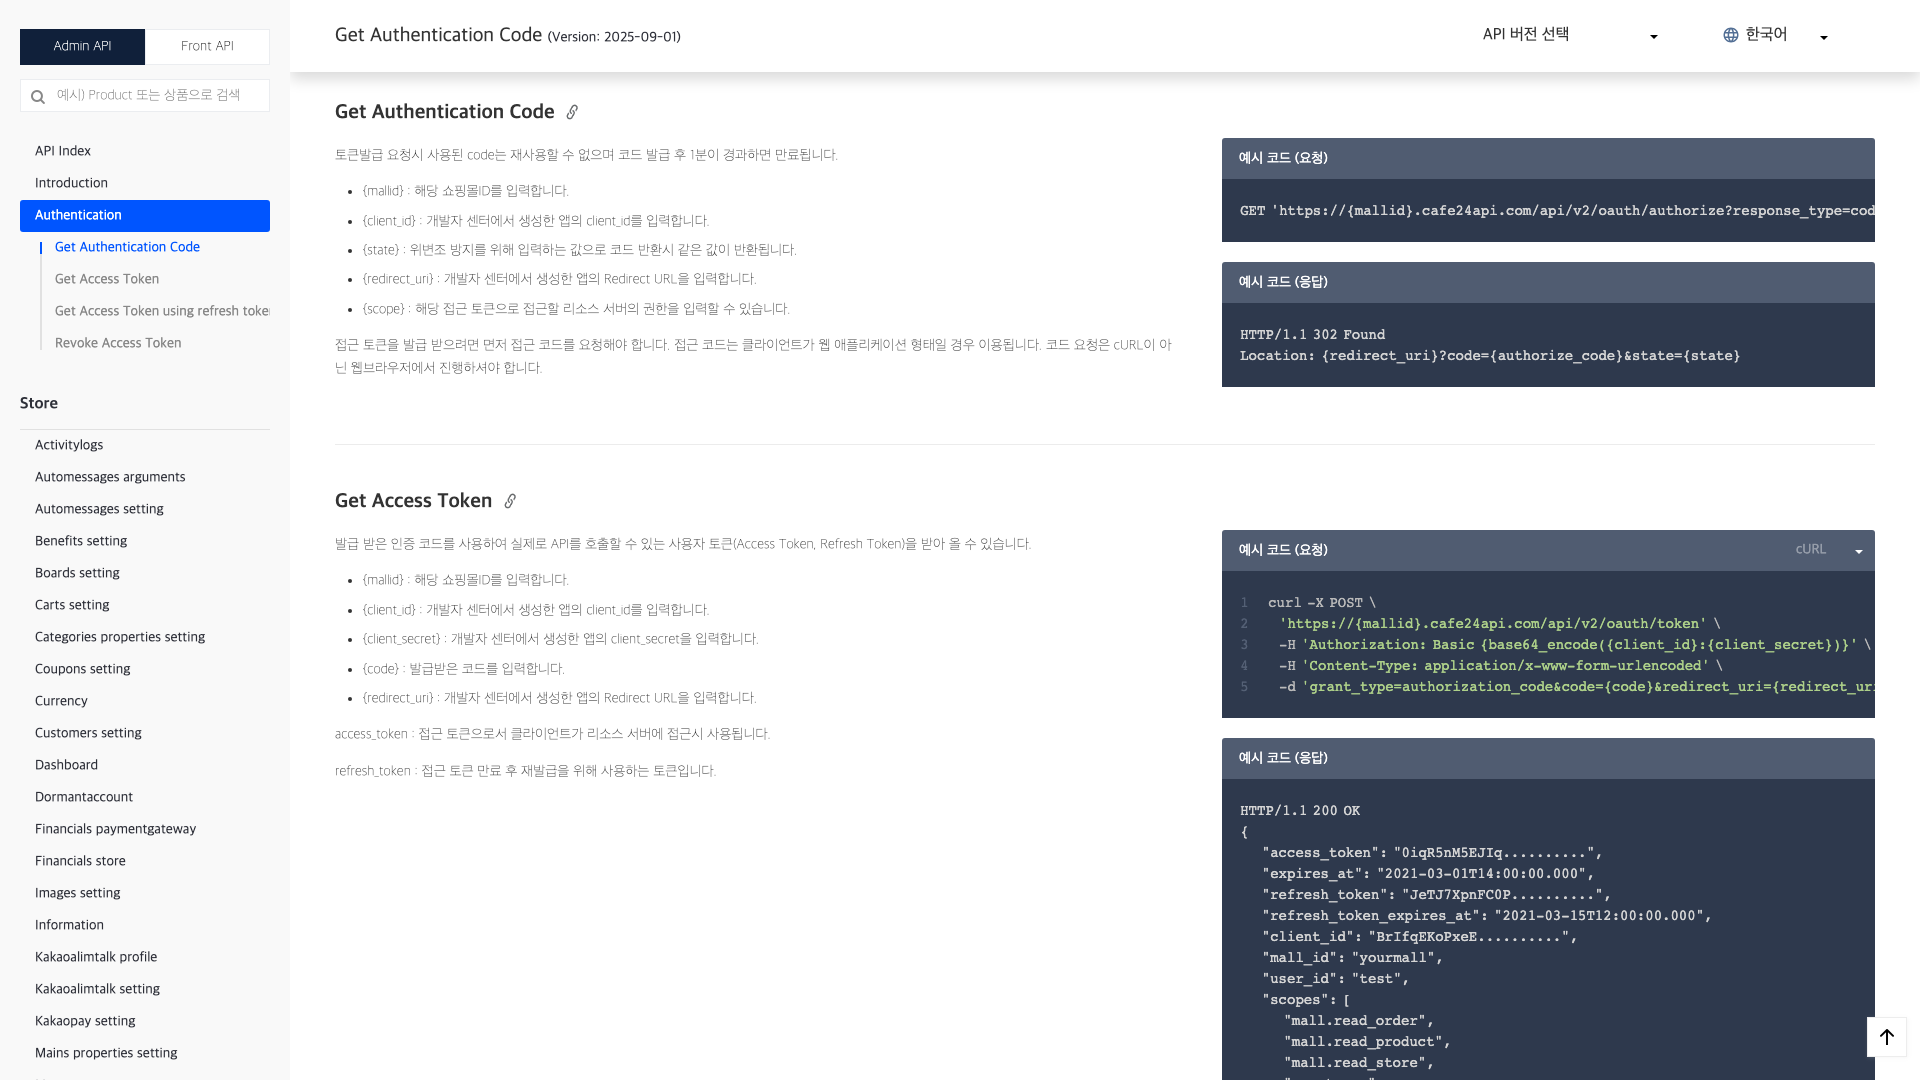 Admin API
Front API
예시) Product 또는 상품으로 검색
API Index
Introduction
Authentication
Get Authentication Code
Get Access Token
Get Access Token using refresh token
Revoke Access Token
Store
Activitylogs
Automessages arguments
Automessages setting
Benefits setting
Boards setting
Carts setting
Categories properties setting
Coupons setting
Currency
Customers setting
Dashboard
Dormantaccount
Financials paymentgateway
Financials store
Images setting
Information
Kakaoalimtalk profile
Kakaoalimtalk setting
Kakaopay setting
Mains properties setting
Get Authentication Code (Version: 2025-09-01)
API 버전 선택
한국어
Get Authentication Code
토큰발급 요청시 사용된 code는 재사용할 수 없으며 코드 발급 후 1분이 경과하면 만료됩니다.
• {mallid} : 해당 쇼핑몰ID를 입력합니다.
• {client_id} : 개발자 센터에서 생성한 앱의 client_id를 입력합니다.
• {state} : 위변조 방지를 위해 입력하는 값으로 코드 반환시 같은 값이 반환됩니다.
• {redirect_uri} : 개발자 센터에서 생성한 앱의 Redirect URL을 입력합니다.
• {scope} : 해당 접근 토큰으로 접근할 리소스 서버의 권한을 입력할 수 있습니다.
접근 토큰을 발급 받으려면 먼저 접근 코드를 요청해야 합니다. 접근 코드는 클라이언트가 웹 애플리케이션 형태일 경우 이용됩니다. 코드 요청은 cURL이 아
닌 웹브라우저에서 진행하셔야 합니다.
예시 코드 (요청)
GET 'https://{mallid}.cafe24api.com/api/v2/oauth/authorize?response_type=cod
예시 코드 (응답)
HTTP/1.1 302 Found
Location: {redirect_uri}?code={authorize_code}&state={state}
Get Access Token
발급 받은 인증 코드를 사용하여 실제로 API를 호출할 수 있는 사용자 토큰(Access Token, Refresh Token)을 받아 올 수 있습니다.
• {mallid} : 해당 쇼핑몰ID를 입력합니다.
• {client_id} : 개발자 센터에서 생성한 앱의 client_id를 입력합니다.
• {client_secret} : 개발자 센터에서 생성한 앱의 client_secret을 입력합니다.
• {code} : 발급받은 코드를 입력합니다.
• {redirect_uri} : 개발자 센터에서 생성한 앱의 Redirect URL을 입력합니다.
access_token : 접근 토큰으로서 클라이언트가 리소스 서버에 접근시 사용됩니다.
refresh_token : 접근 토큰 만료 후 재발급을 위해 사용하는 토큰입니다.
예시 코드 (요청)
cURL
1 curl -X POST \
2 'https://{mallid}.cafe24api.com/api/v2/oauth/token' \
3 -H 'Authorization: Basic {base64_encode({client_id}:{client_secret})}' \
4 -H 'Content-Type: application/x-www-form-urlencoded' \
5 -d 'grant_type=authorization_code&code={code}&redirect_uri={redirect_uri
예시 코드 (응답)
HTTP/1.1 200 OK
{
"access_token": "0iqR5nM5EJIq..........",
"expires_at": "2021-03-01T14:00:00.000",
"refresh_token": "JeTJ7XpnFC0P..........",
"refresh_token_expires_at": "2021-03-15T12:00:00.000",
"client_id": "BrIfqEKoPxeE..........",
"mall_id": "yourmall",
"user_id": "test",
"scopes": [
"mall.read_order",
"mall.read_product",
"mall.read_store",